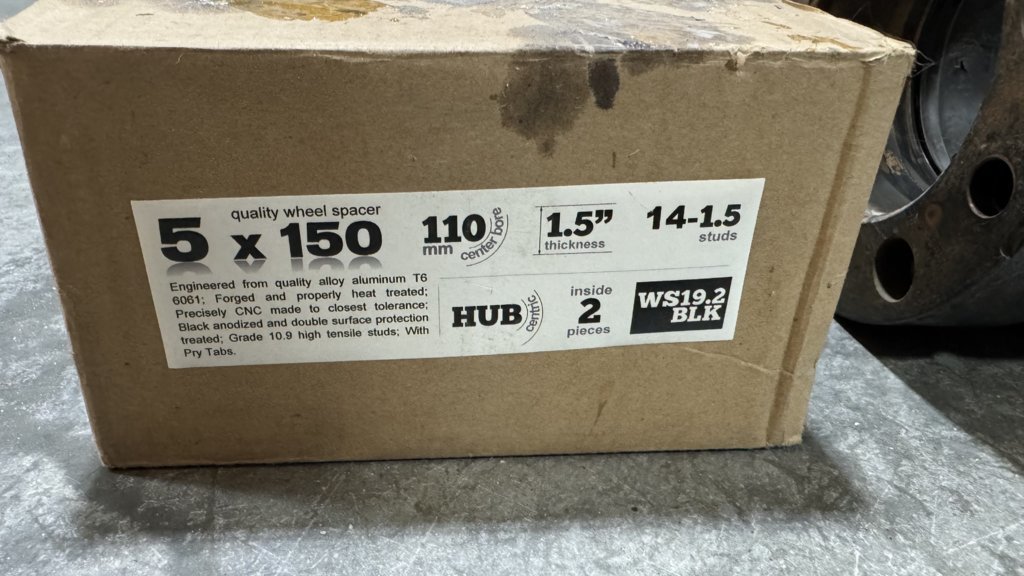 quality wheel spacer
5 x 150
110 mm center bore
1.5” thickness
14-1.5 studs
Engineered from quality alloy aluminum T6
6061; Forged and properly heat treated;
Precisely CNC made to closest tolerance;
Black anodized and double surface protection
treated; Grade 10.9 high tensile studs; With
Pry Tabs.
HUB centric
inside
2
pieces
WS19.2
BLK